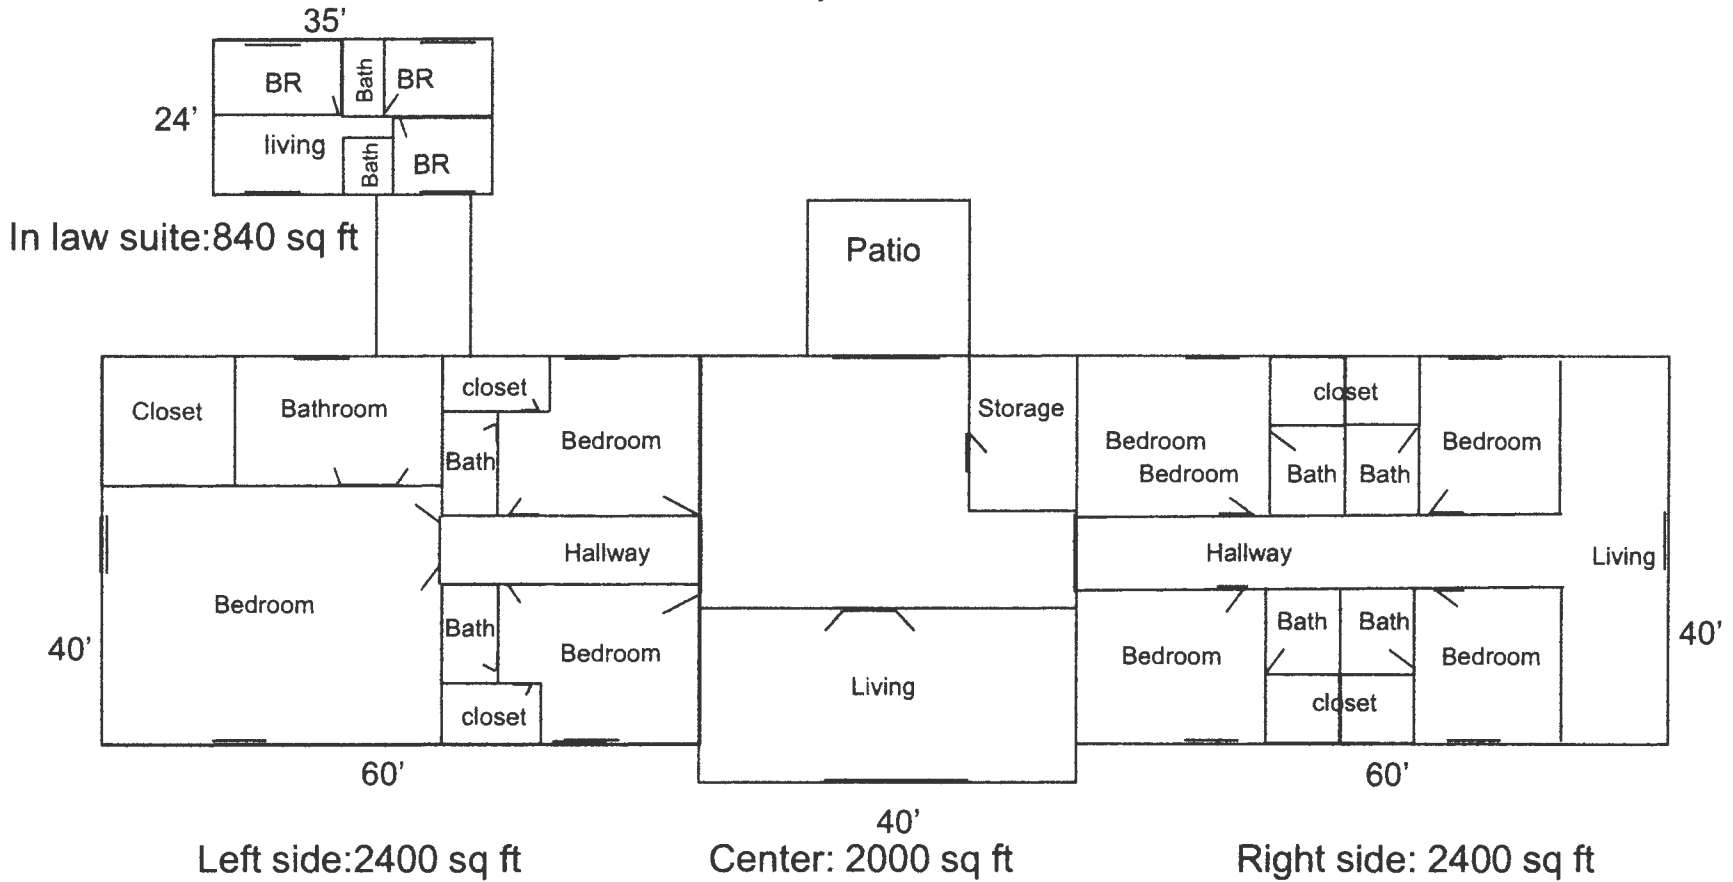 35'
BR
Bath
BR
24'
living
Bath
BR
In law suite:840 sq ft
Patio
Closet
Bathroom
closet
Bath
Bedroom
Storage
Bedroom
Bedroom
closet
Bath
Bath
Bedroom
Hallway
Hallway
Living
Bedroom
40'
Bath
Bedroom
closet
Living
Bedroom
Bath
Bath
closet
Bedroom
40'
60'
40'
60'
Left side:2400 sq ft
Center: 2000 sq ft
Right side: 2400 sq ft